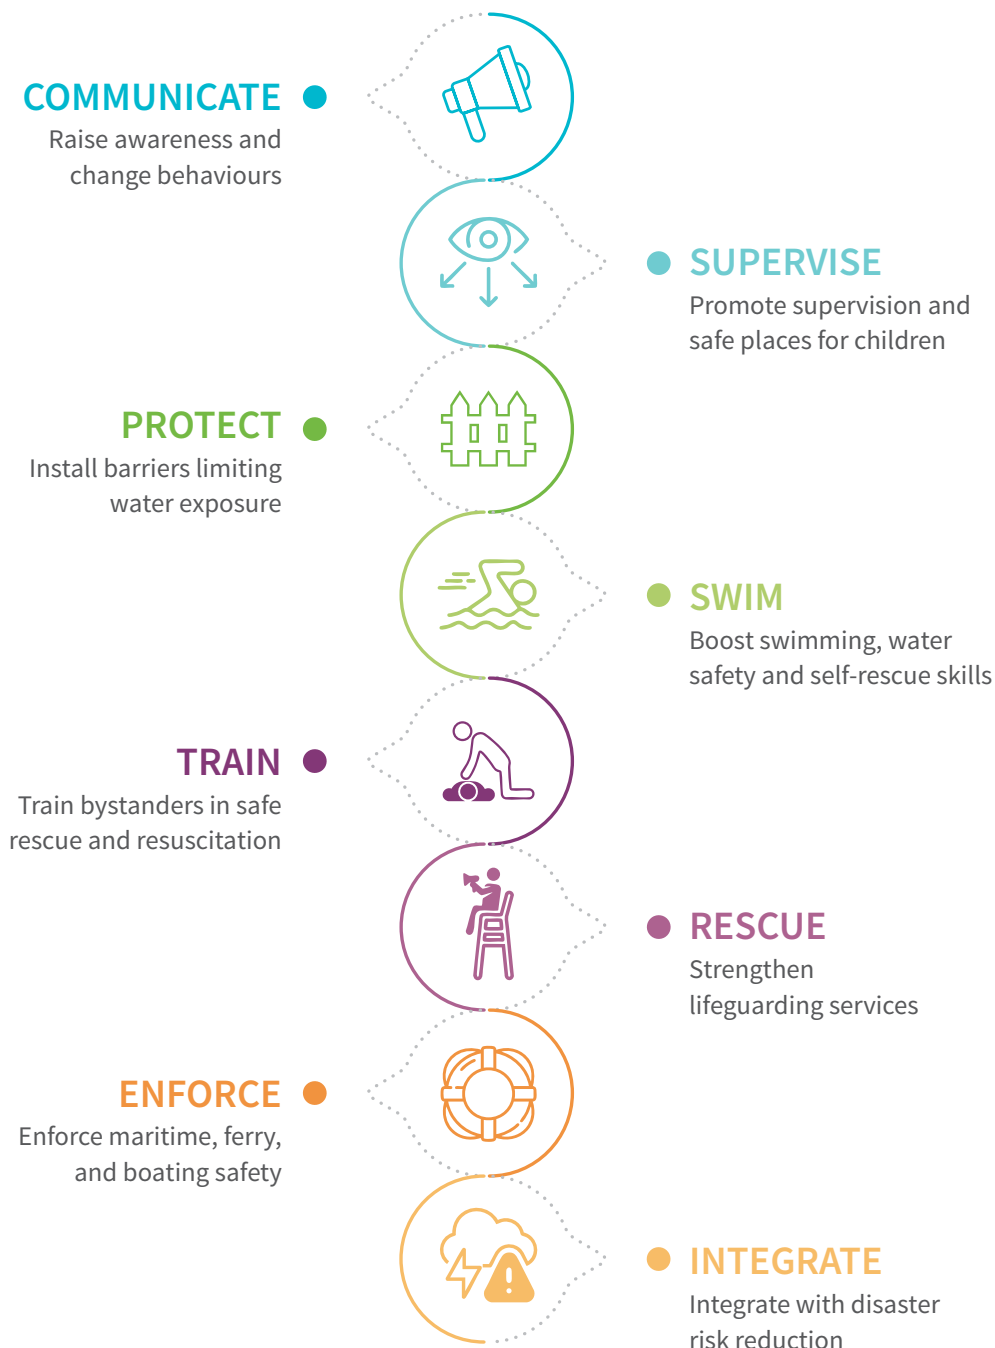 COMMUNICATE
Raise awareness and
change behaviours
SUPERVISE
Promote supervision and
safe places for children
PROTECT
Install barriers limiting
water exposure
SWIM
Boost swimming, water
safety and self-rescue skills
TRAIN
Train bystanders in safe
rescue and resuscitation
RESCUE
Strengthen
lifeguarding services
ENFORCE
Enforce maritime, ferry,
and boating safety
INTEGRATE
Integrate with disaster
risk reduction